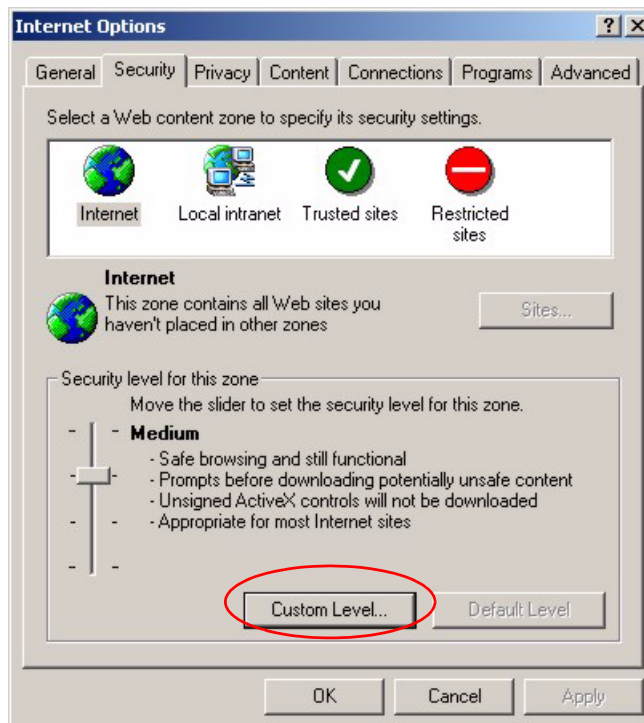 Internet Options
General Security Privacy Content Connections Programs Advanced
Select a Web content zone to specify its security settings.
Internet Local intranet Trusted sites Restricted
sites
Internet
This zone contains all Web sites you
haven't placed in other zones
Sites...
Security level for this zone
Move the slider to set the security level for this zone.
Medium
- Safe browsing and still functional
- Prompts before downloading potentially unsafe content
- Unsigned ActiveX controls will not be downloaded
- Appropriate for most Internet sites
Custom Level... Default Level
OK Cancel Apply